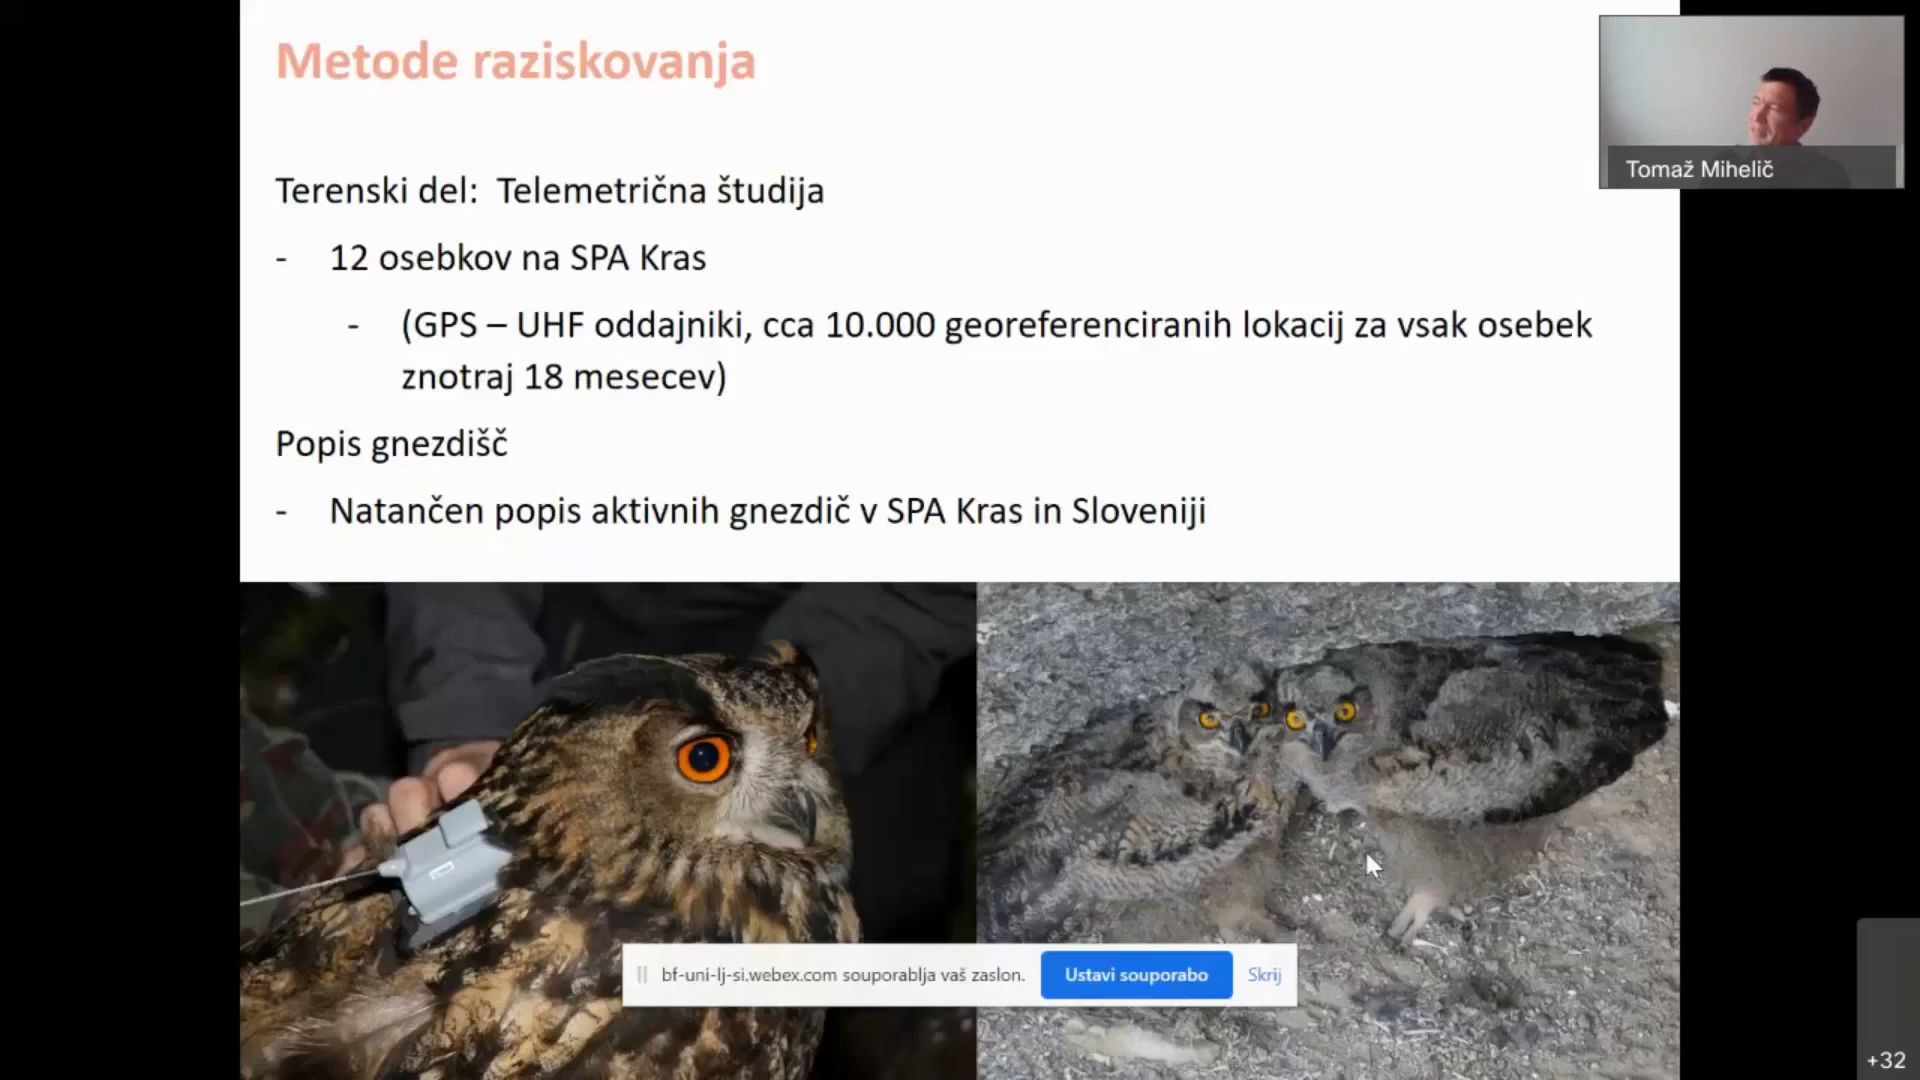 Metode raziskovanja
Tomaž Mihelič
Terenski del: Telemetrična študija
- 12 osebkov na SPA Kras
- (GPS – UHF oddajniki, cca 10.000 georeferenciranih lokacij za vsak osebek
znotraj 18 mesecev)
Popis gnezdišč
- Natančen popis aktivnih gnezdič v SPA Kras in Sloveniji
bf-uni-lj-si.webex.com souporablja vaš zaslon.
Ustavi souporabo
Skrij
+32